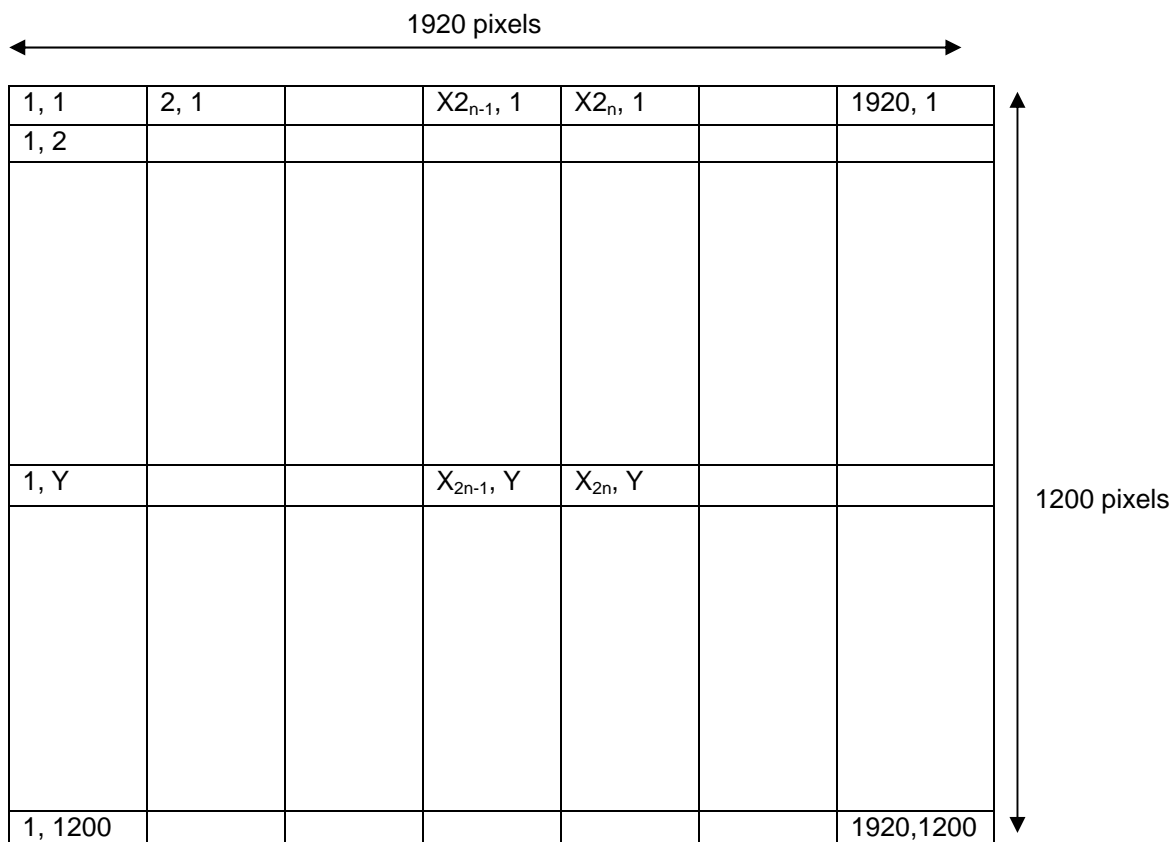 1920 pixels
1, 1 2, 1 X2ₙ₋₁, 1 X2ₙ, 1 1920, 1
1, 2
1, Y X₂ₙ₋₁, Y X₂ₙ, Y
1200 pixels
1, 1200 1920,1200